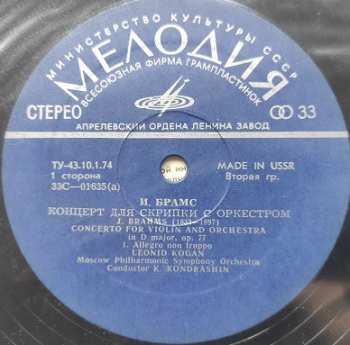 МИНИСТЕРСТВО КУЛЬТУРЫ СССР
МЕЛОДИЯ
ВСЕСОЮЗНАЯ ФИРМА ГРАМПЛАСТИНОК
СТЕРЕО 33
АПРЕЛЕВСКИЙ ОРДЕНА ЛЕНИНА ЗАВОД
ТУ-43.10.1.74 MADE IN USSR
1 сторона Вторая гр.
33С—01635(а)
И. БРАМС
КОНЦЕРТ ДЛЯ СКРИПКИ С ОРКЕСТРОМ
J. BRAHMS (1833—1897)
CONCERTO FOR VIOLIN AND ORCHESTRA
in D major, op. 77
1. Allegro non troppo
LEONID KOGAN
Moscow Philharmonic Symphony Orchestra
Conductor K. KONDRASHIN